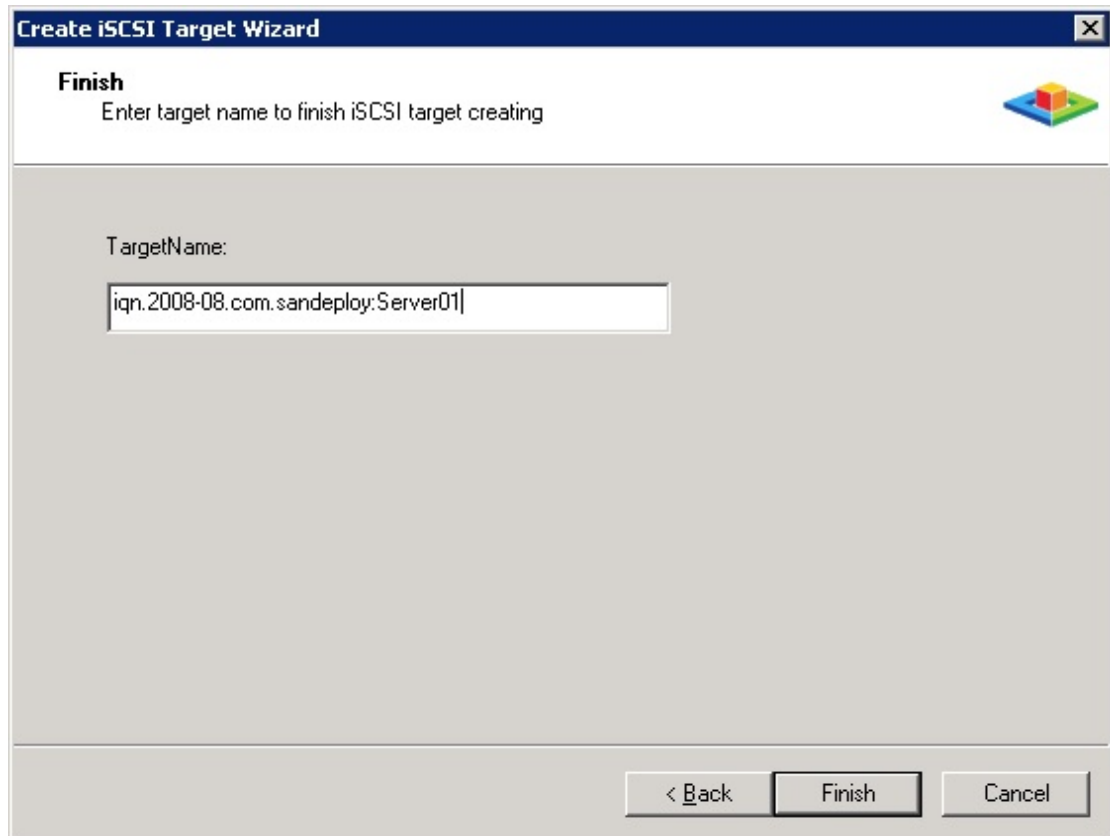 Create iSCSI Target Wizard
Finish
Enter target name to finish iSCSI target creating
TargetName:
iqn.2008-08.com.sandeploy:Server01
< Back Finish Cancel